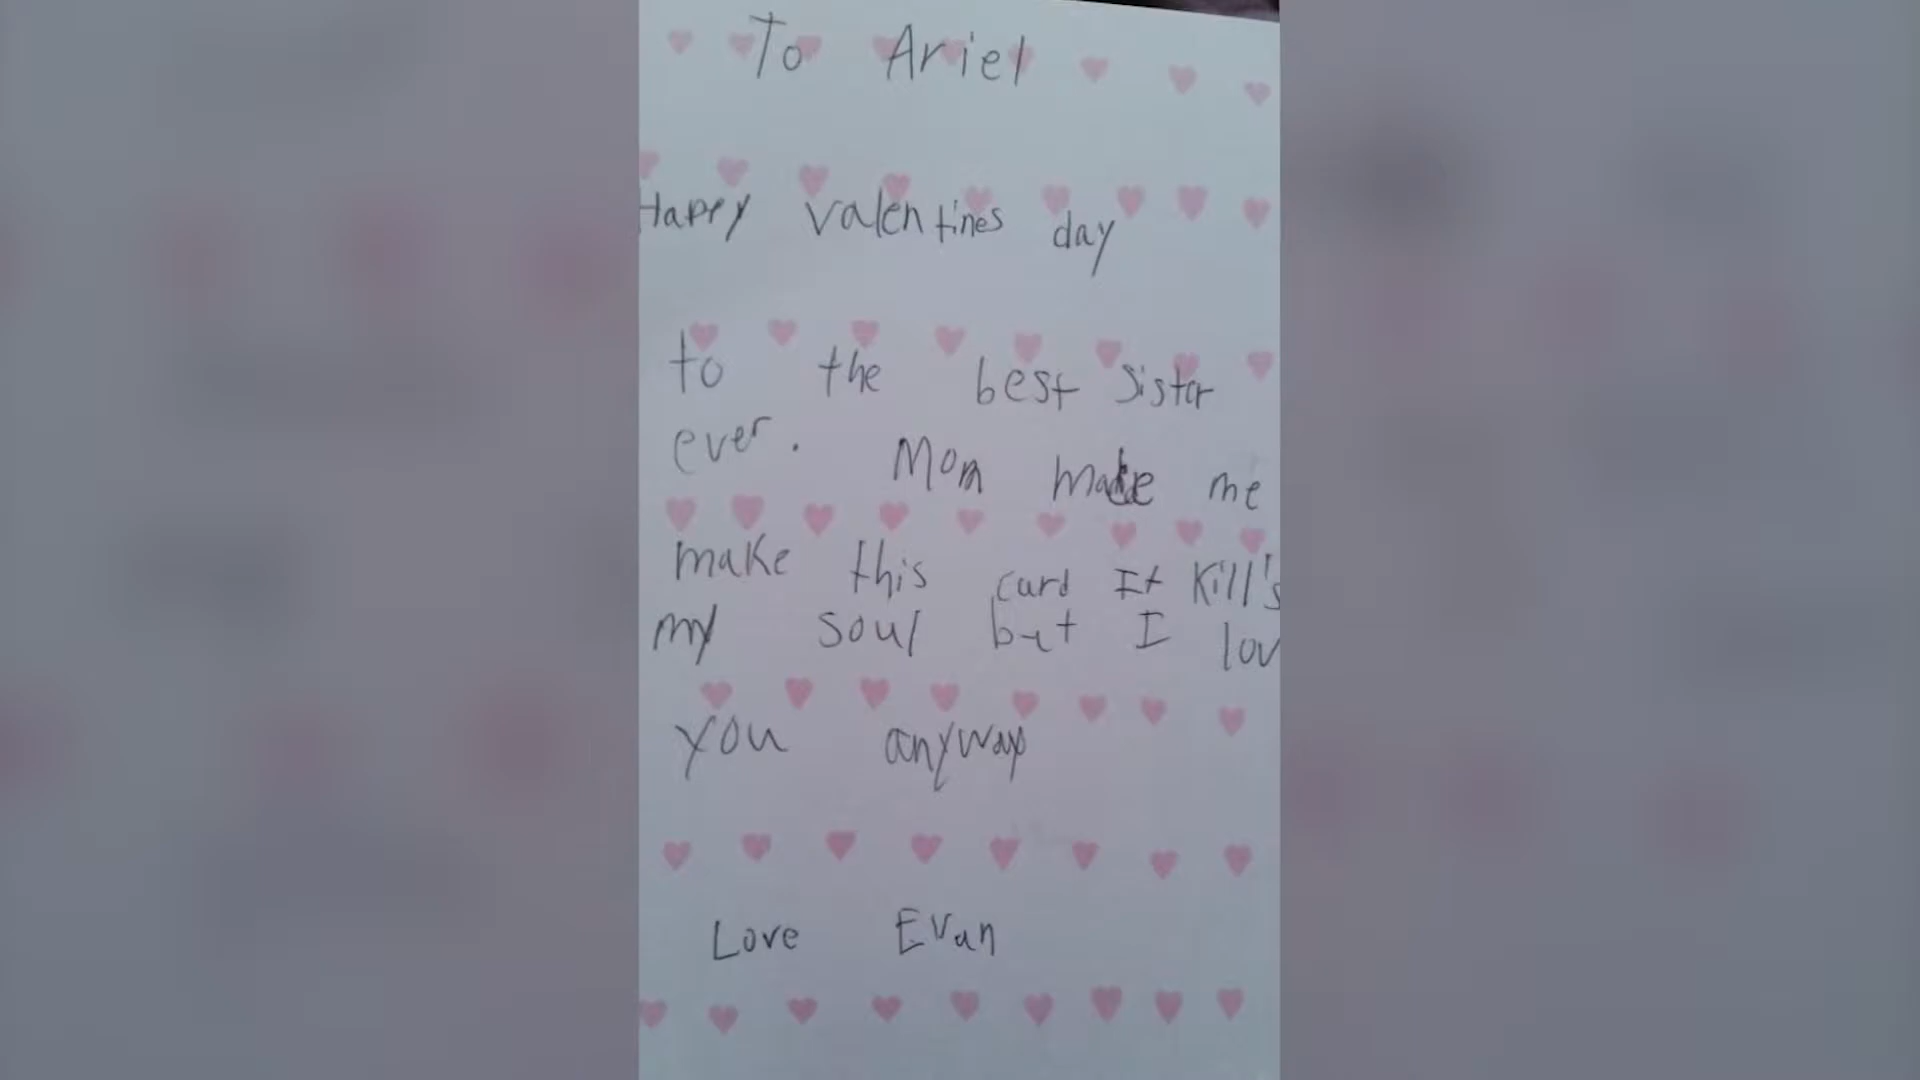 To Ariel
Happy valentines day
to the best Sister
ever. Mom made me
make this card It Kill's
my soul but I lov
you anyway
Love Evan